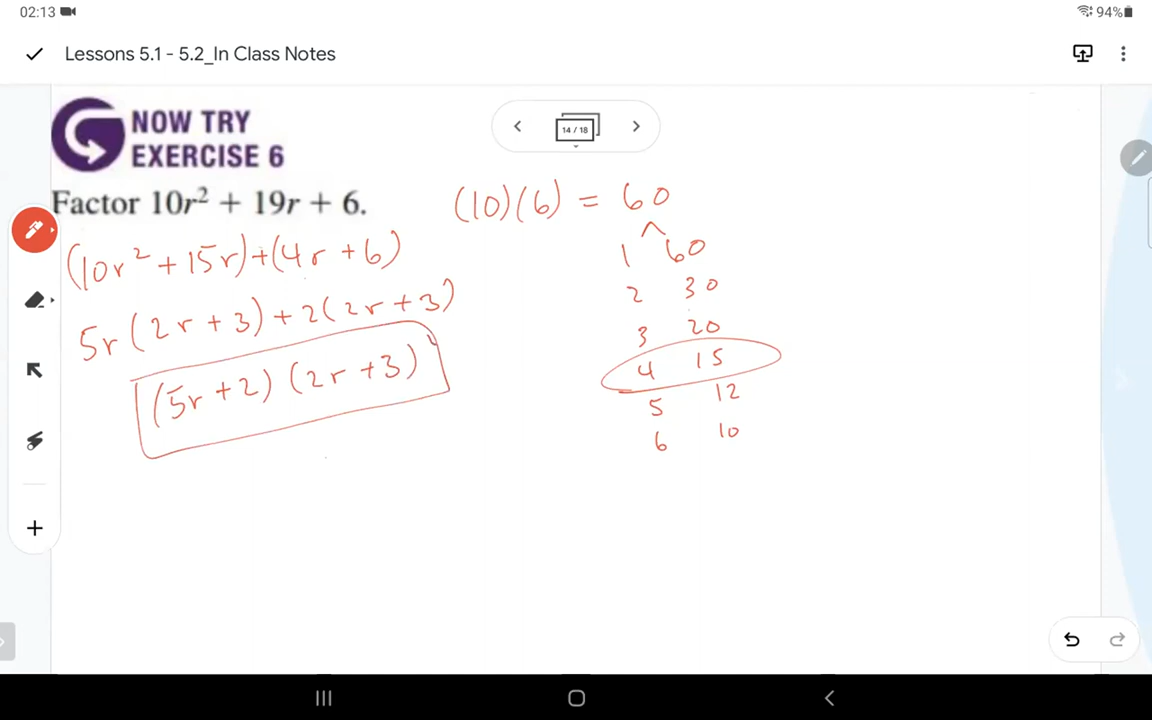 02:13 94%
Lessons 5.1 - 5.2_In Class Notes
NOW TRY
EXERCISE 6
14 / 18
Factor 10r² + 19r + 6.
(10)(6) = 60
1 60
2 30
3 20
4 15
5 12
6 10
(10r² + 15r) + (4r + 6)
5r (2r + 3) + 2 (2r + 3)
(5r + 2) (2r + 3)